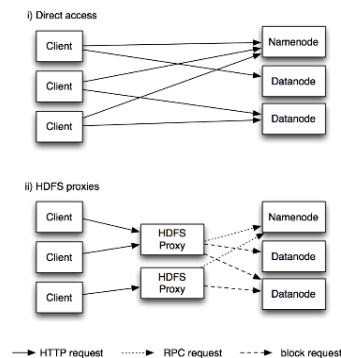 i) Direct access
Client
Namenode
Client
Datanode
Client
Datanode
ii) HDFS proxies
Client
Namenode
HDFS
Proxy
Client
Datanode
HDFS
Proxy
Client
Datanode
HTTP request
RPC request
block request